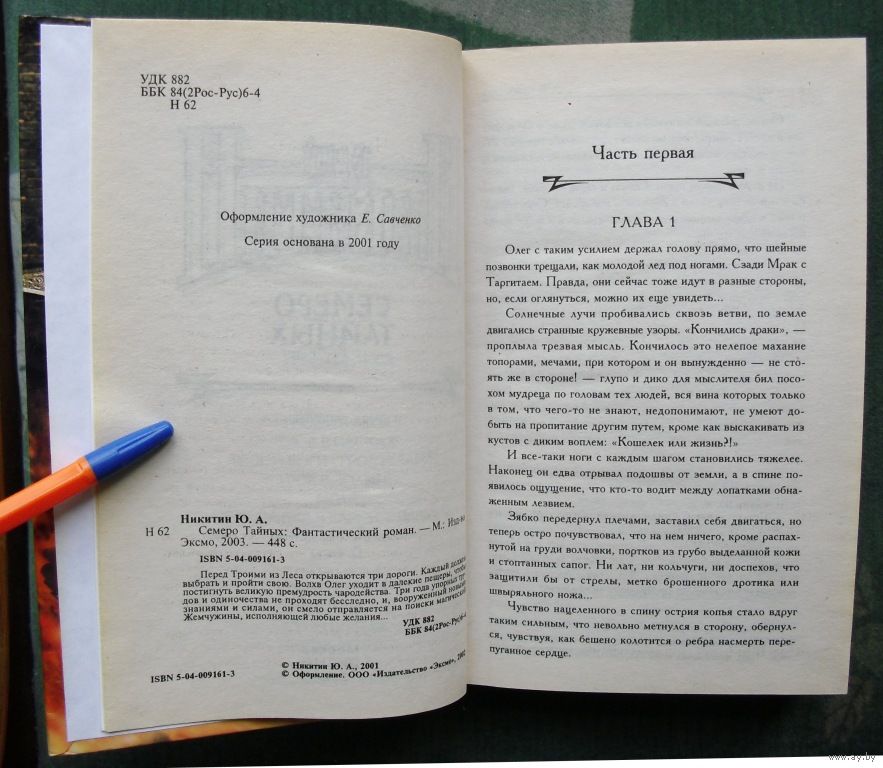 УДК 882
ББК 84(2Рос-Рус)6-4
Н 62
Оформление художника Е. Савченко
Серия основана в 2001 году
Никитин Ю. А.
Н 62
Семеро Тайных: Фантастический роман. — М.: Изд-во
Эксмо, 2003. — 448 с.
ISBN 5-04-009161-3
Перед Троими из Леса открываются три дороги. Каждый должен
выбрать и пройти свою. Волхв Олег уходит в далекие пещеры, чтобы
постигнуть великую премудрость чародейства. Три года упорных тру-
дов и одиночества не проходят бесследно, и, вооруженный новыми
знаниями и силами, он смело отправляется на поиски магической
Жемчужины, исполняющей любые желания...
УДК 882
ББК 84(2Рос-Рус)6-4
ISBN 5-04-009161-3
© Никитин Ю. А., 2001
© Оформление. ООО «Издательство «Эксмо», 2002
Часть первая
ГЛАВА 1
Олег с таким усилием держал голову прямо, что шейные
позвонки трещали, как молодой лед под ногами. Сзади Мрак с
Таргитаем. Правда, они сейчас тоже идут в разные стороны,
но, если оглянуться, можно их еще увидеть...
Солнечные лучи пробивались сквозь ветви, по земле
двигались странные кружевные узоры. «Кончились драки», —
проплыла трезвая мысль. Кончилось это нелепое махание
топорами, мечами, при котором и он вынужденно — не сто-
ять же в стороне! — глупо и дико для мыслителя бил посо-
хом мудреца по головам тех людей, вся вина которых только
в том, что чего-то не знают, недопонимают, не умеют до-
быть на пропитание другим путем, кроме как выскакивать из
кустов с диким воплем: «Кошелек или жизнь?!»
И все-таки ноги с каждым шагом становились тяжелее.
Наконец он едва отрывал подошвы от земли, а в спине по-
явилось ощущение, что кто-то водит между лопатками обна-
женным лезвием.
Зябко передернул плечами, заставил себя двигаться, но
теперь остро почувствовал, что на нем ничего, кроме распах-
нутой на груди волчовки, портков из грубо выделанной кожи
и стоптанных сапог. Ни лат, ни кольчуги, ни доспехов, что
защитили бы от стрелы, метко брошенного дротика или
швыряльного ножа...
Чувство нацеленного в спину острия копья стало вдруг
таким сильным, что невольно метнулся в сторону, обернул-
ся, чувствуя, как бешено колотится о ребра насмерть пере-
пуганное сердце.
www.ay.by